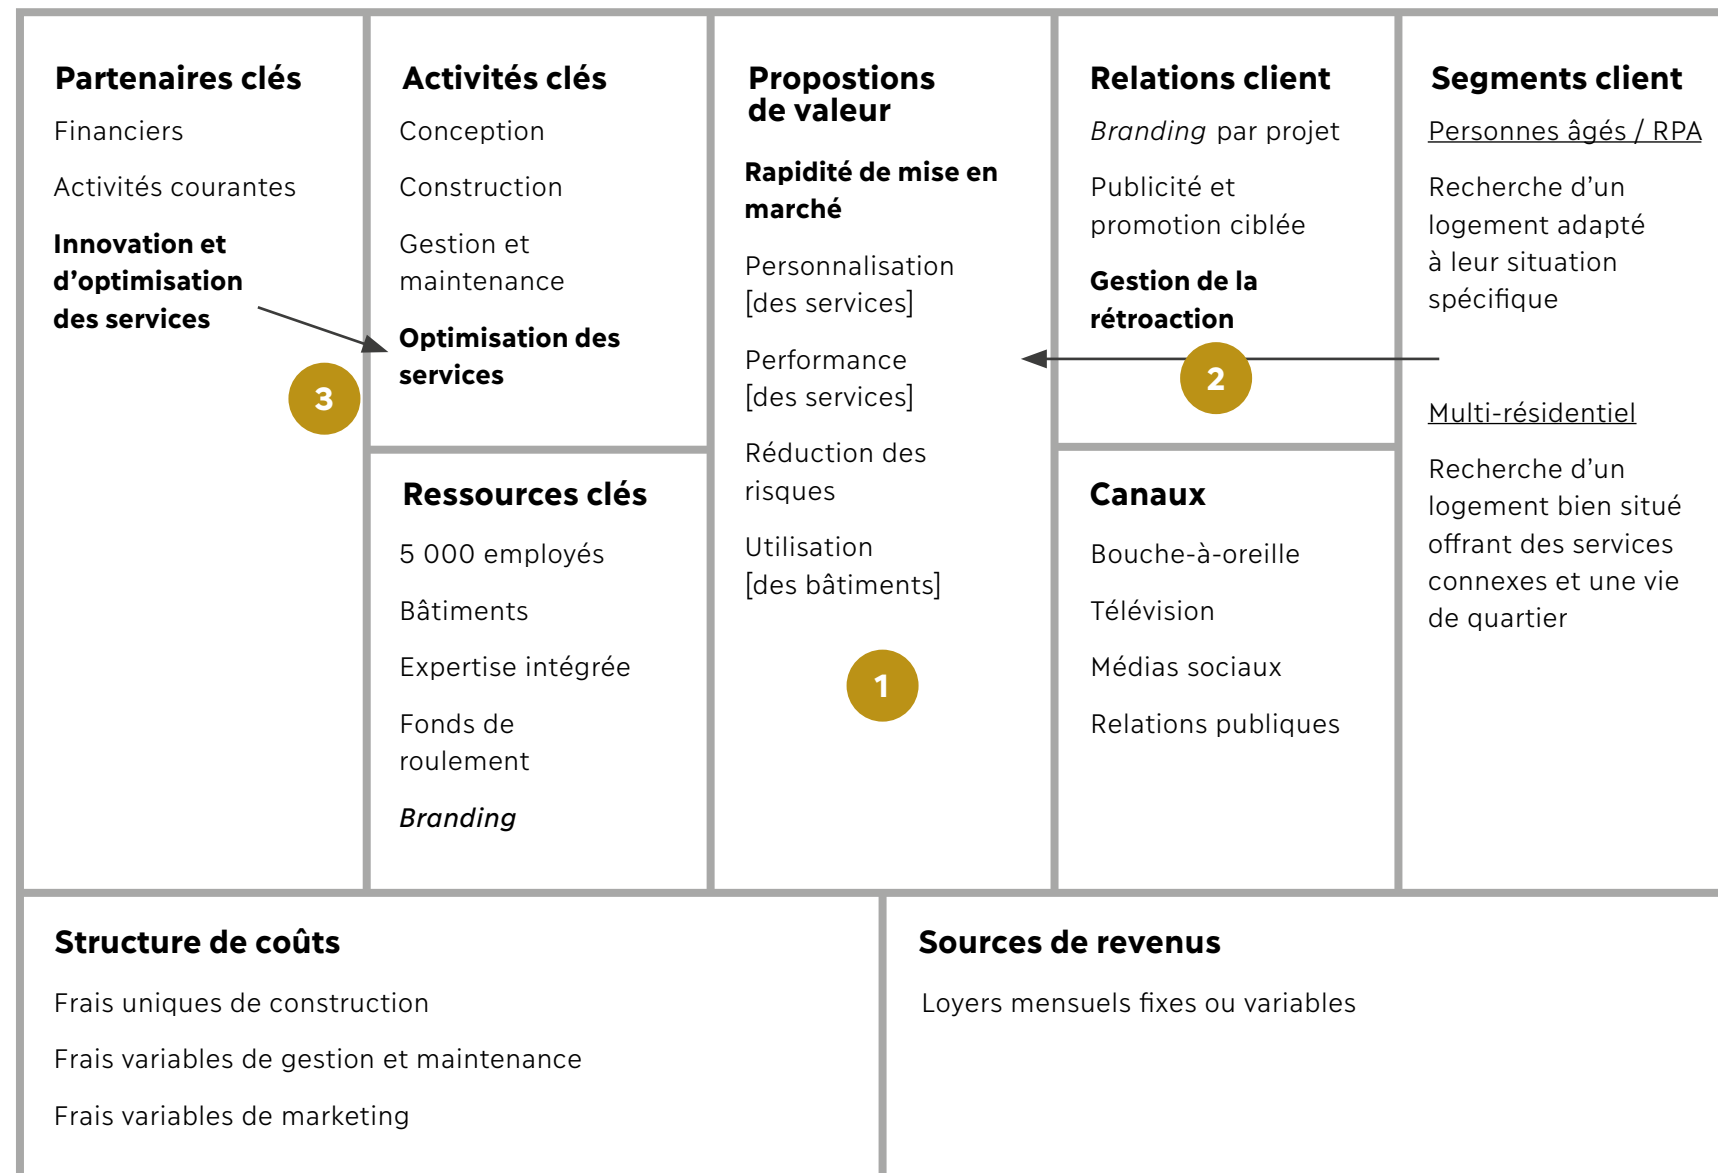 Partenaires clés
Financiers
Activités courantes
Innovation et
d’optimisation
des services
3
Activités clés
Conception
Construction
Gestion et
maintenance
Optimisation des
services
Ressources clés
5 000 employés
Bâtiments
Expertise intégrée
Fonds de
roulement
Branding
Propostions
de valeur
Rapidité de mise en
marché
Personnalisation
[des services]
Performance
[des services]
Réduction des
risques
Utilisation
[des bâtiments]
1
Relations client
Branding par projet
Publicité et
promotion ciblée
Gestion de la
rétroaction
2
Canaux
Bouche-à-oreille
Télévision
Médias sociaux
Relations publiques
Segments client
Personnes âgés / RPA
Recherche d’un
logement adapté
à leur situation
spécifique
Multi-résidentiel
Recherche d’un
logement bien situé
offrant des services
connexes et une vie
de quartier
Structure de coûts
Frais uniques de construction
Frais variables de gestion et maintenance
Frais variables de marketing
Sources de revenus
Loyers mensuels fixes ou variables